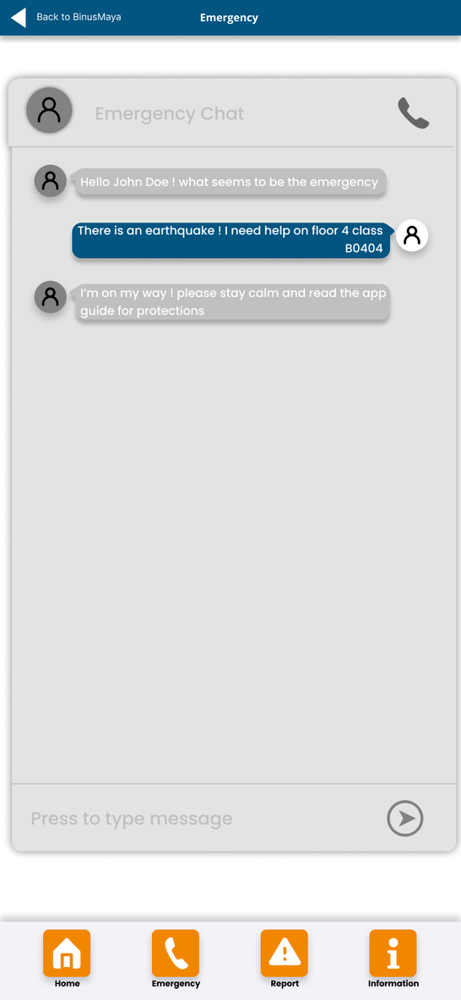 Back to BinusMaya
Emergency
Emergency Chat
Hello John Doe ! what seems to be the emergency
There is an earthquake ! I need help on floor 4 class
B0404
I'm on my way ! please stay calm and read the app
guide for protections
Press to type message
Home
Emergency
Report
Information